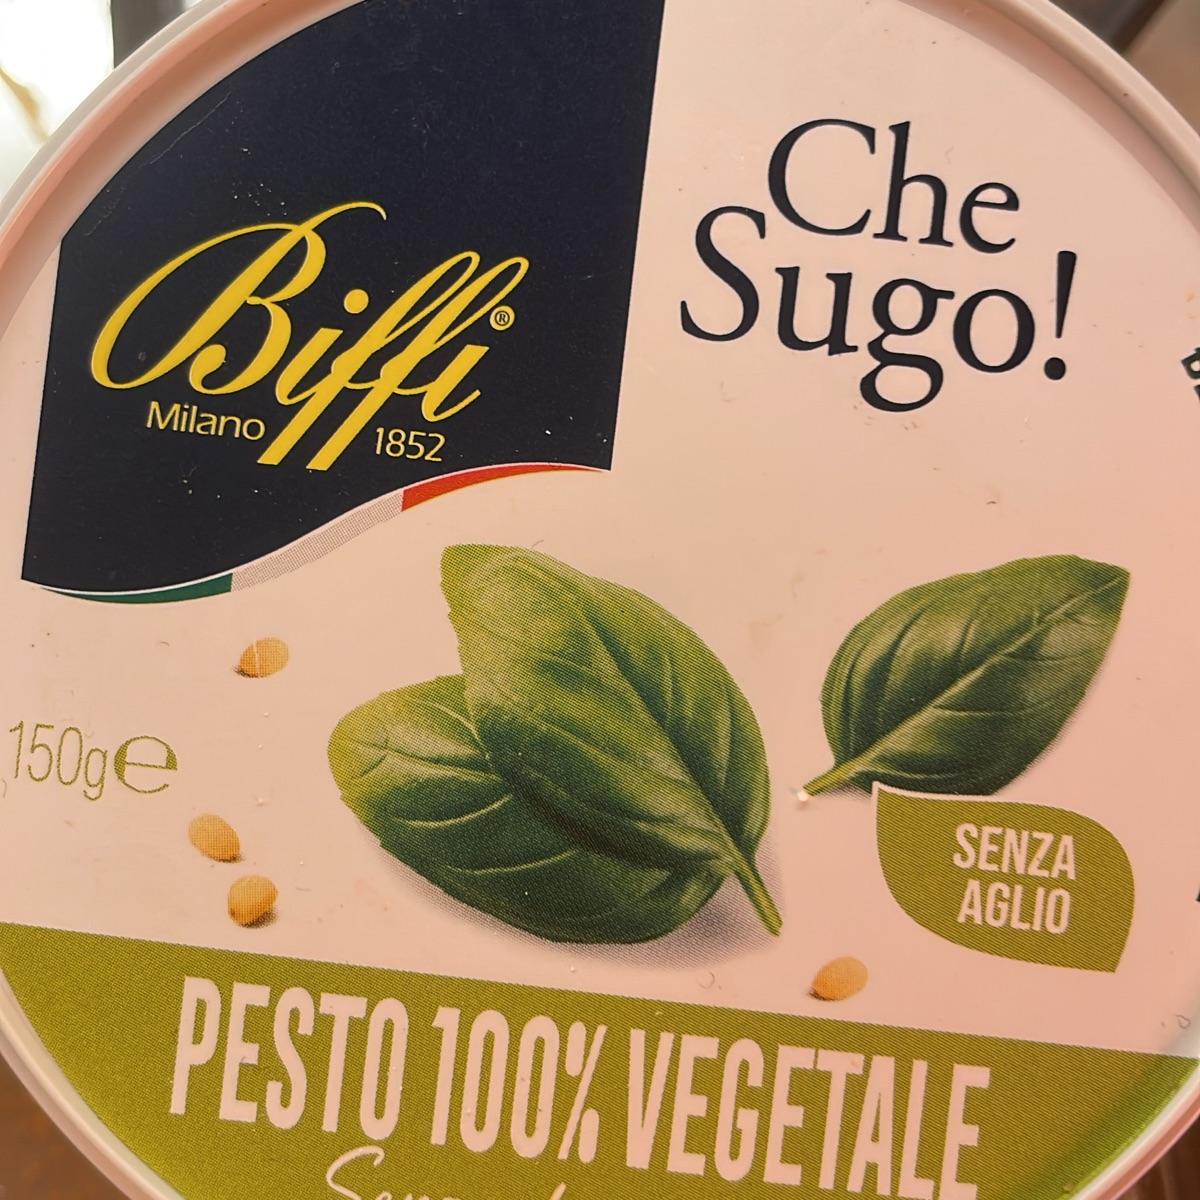 Biffi®
Milano 1852
Che
Sugo!
150g e
SENZA
AGLIO
PESTO 100% VEGETALE